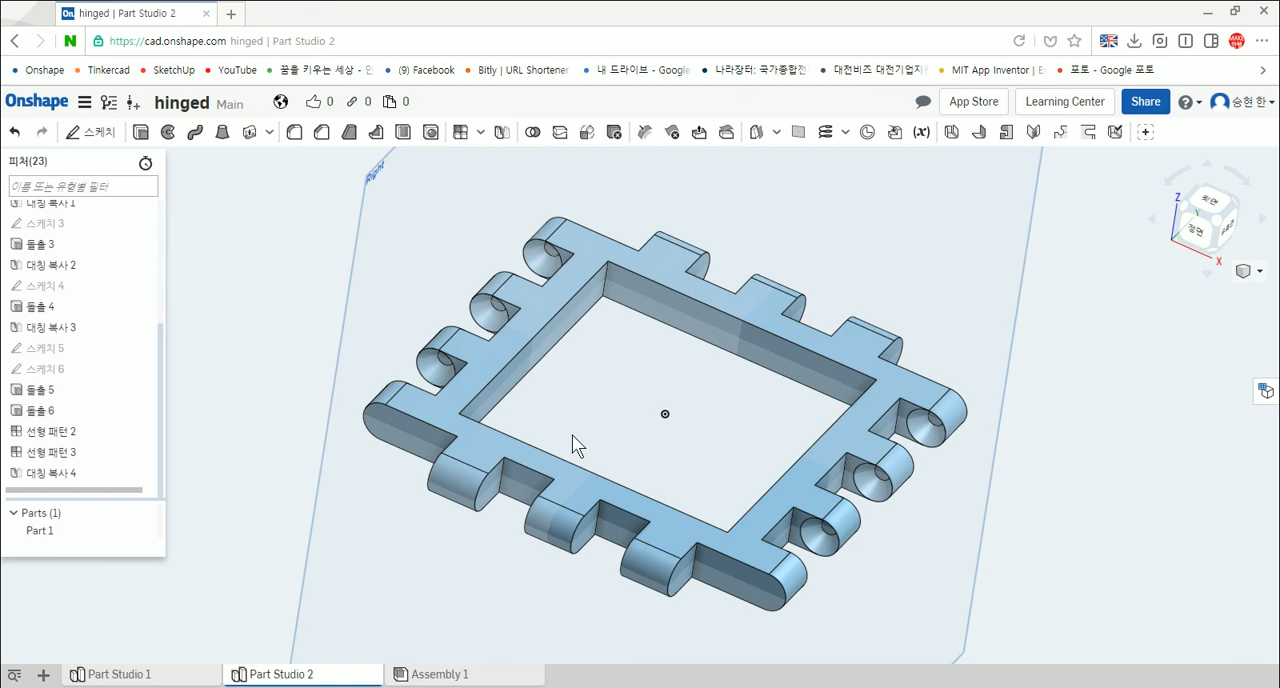 On hinged | Part Studio 2
N https://cad.onshape.com hinged | Part Studio 2
Onshape Tinkercad SketchUp YouTube 꿈을 키우는 세상 - (9) Facebook Bitly | URL Shortener 내 드라이브 - Google 나라장터: 국가종합전 대전비즈 대전기업지 MIT App Inventor | 포토 - Google 포토
Onshape hinged Main 0 0 0 App Store Learning Center Share ? 승현 한
스케치 (x)
피처(23)
이름 또는 유형별 필터
대칭 복사 1
스케치 3
돌출 3
대칭 복사 2
스케치 4
돌출 4
대칭 복사 3
스케치 5
스케치 6
돌출 5
돌출 6
선형 패턴 2
선형 패턴 3
대칭 복사 4
Parts (1)
Part 1
Right
Z
윗면
정면
우측면
X
Part Studio 1 Part Studio 2 Assembly 1